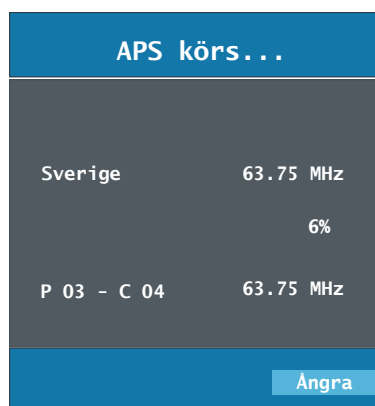 APS körs...
Sverige 63.75 MHz
6%
P 03 - C 04 63.75 MHz
Ångra